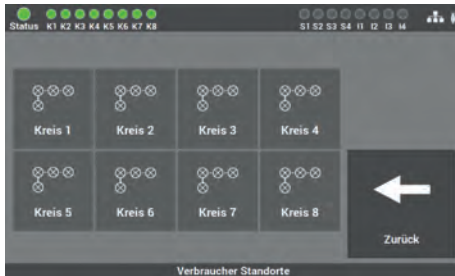 Status K1 K2 K3 K4 K5 K6 K7 K8 S1 S2 S3 S4 I1 I2 I3 I4
Kreis 1 Kreis 2 Kreis 3 Kreis 4
Kreis 5 Kreis 6 Kreis 7 Kreis 8
Zurück
Verbraucher Standorte